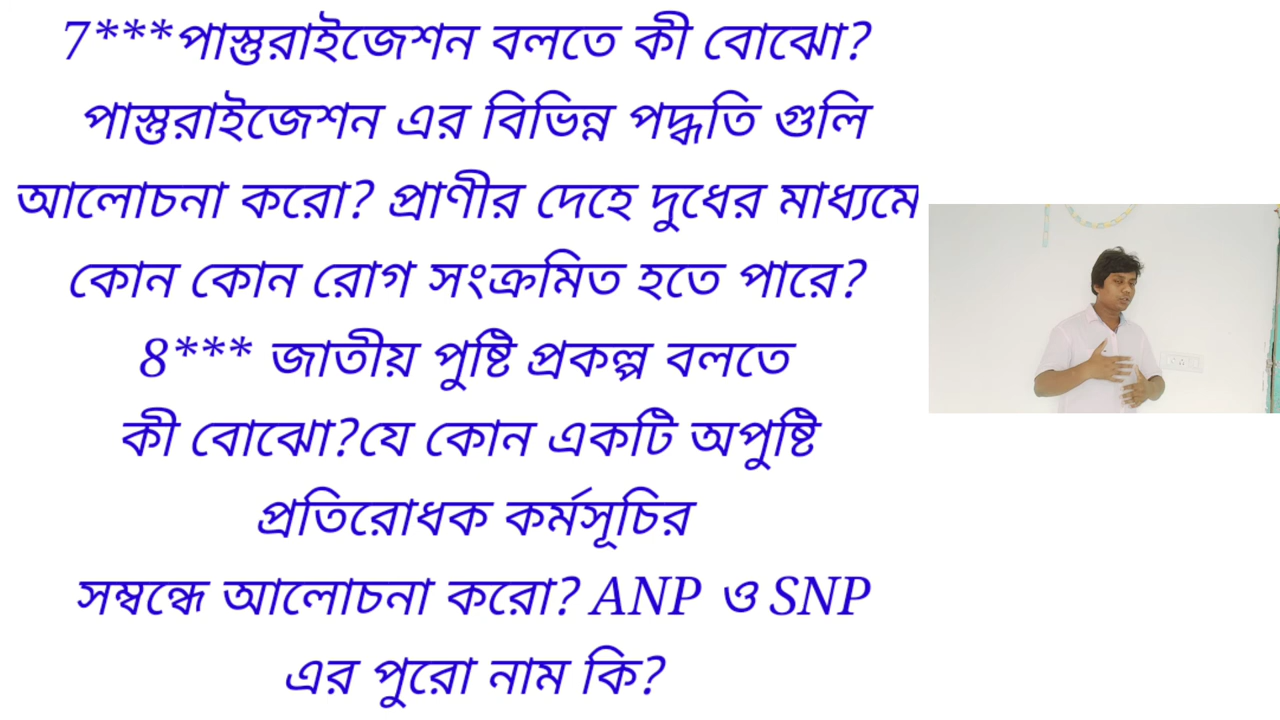 7***পাস্তুরাইজেশন বলতে কী বোঝো?
পাস্তুরাইজেশন এর বিভিন্ন পদ্ধতি গুলি
আলোচনা করো? প্রাণীর দেহে দুধের মাধ্যমে
কোন কোন রোগ সংক্রমিত হতে পারে?
8*** জাতীয় পুষ্টি প্রকল্প বলতে
কী বোঝো?যে কোন একটি অপুষ্টি
প্রতিরোধক কর্মসূচির
সম্বন্ধে আলোচনা করো? ANP ও SNP
এর পুরো নাম কি?